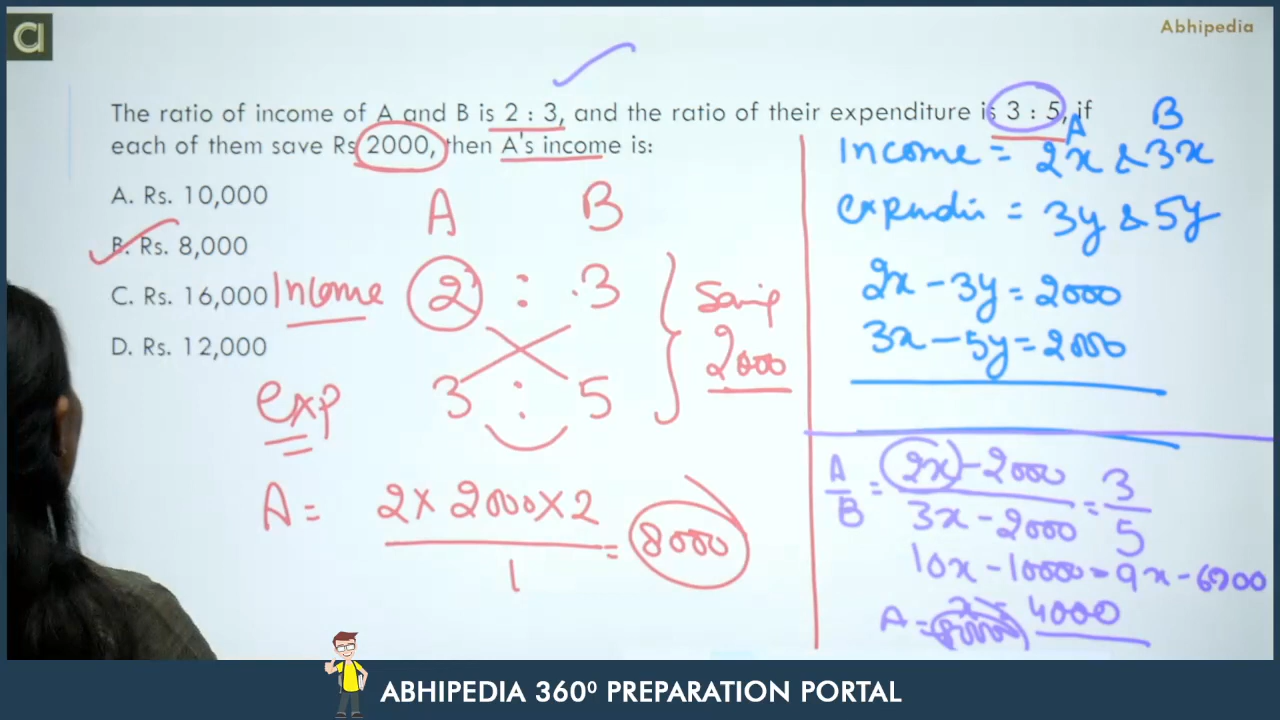 Abhipedia
The ratio of income of A and B is 2 : 3, and the ratio of their expenditure is 3 : 5, if
each of them save Rs 2000, then A's income is:
A. Rs. 10,000
B. Rs. 8,000
C. Rs. 16,000
D. Rs. 12,000
A B
Income 2 : 3
exp 3 : 5
2000
A = 2 × 2000 × 2
1
= 8000
A B
Income = 2x & 3x
= 3y & 5y
2x - 3y = 2000
3x - 5y = 2000
A/B = 2x - 2000 / 3x - 2000 = 3/5
10x - 10000 = 9x - 6000
x = 4000
A = 8000
ABHIPEDIA 360⁰ PREPARATION PORTAL